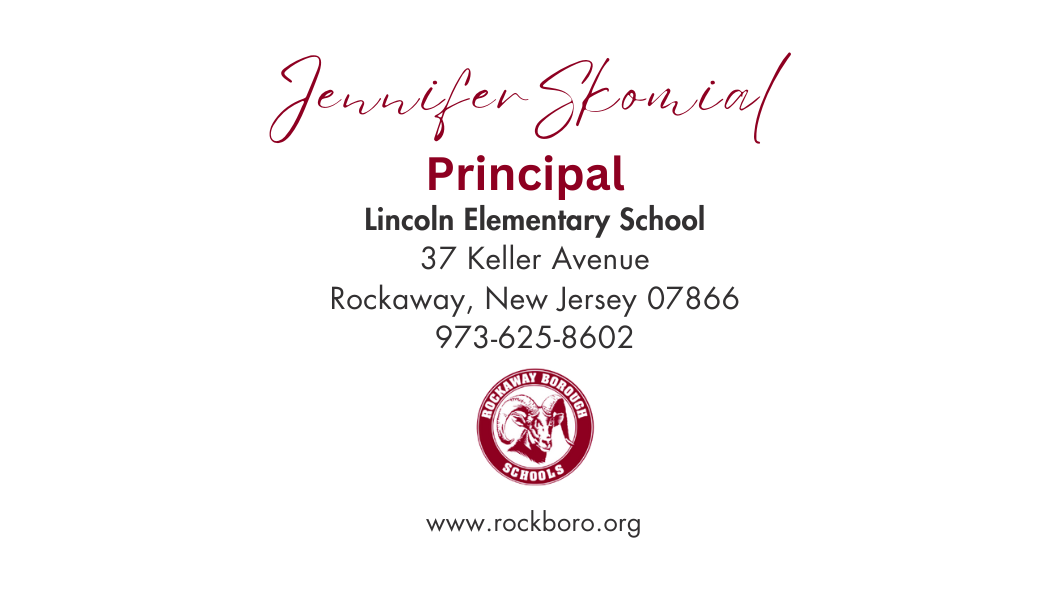 Jennifer Skomial
Principal
Lincoln Elementary School
37 Keller Avenue
Rockaway, New Jersey 07866
973-625-8602
ROCKAWAY BOROUGH
SCHOOLS
www.rockboro.org